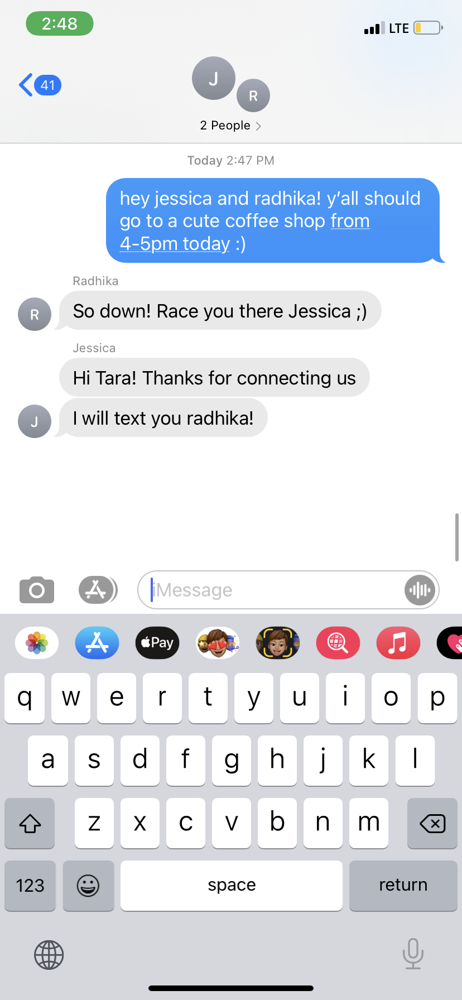 2:48
LTE
41
J
R
2 People
Today 2:47 PM
hey jessica and radhika! y’all should
go to a cute coffee shop from
4-5pm today :)
Radhika
R
So down! Race you there Jessica ;)
Jessica
Hi Tara! Thanks for connecting us
J
I will text you radhika!
iMessage
Pay
q w e r t y u i o p
a s d f g h j k l
z x c v b n m
123
space
return